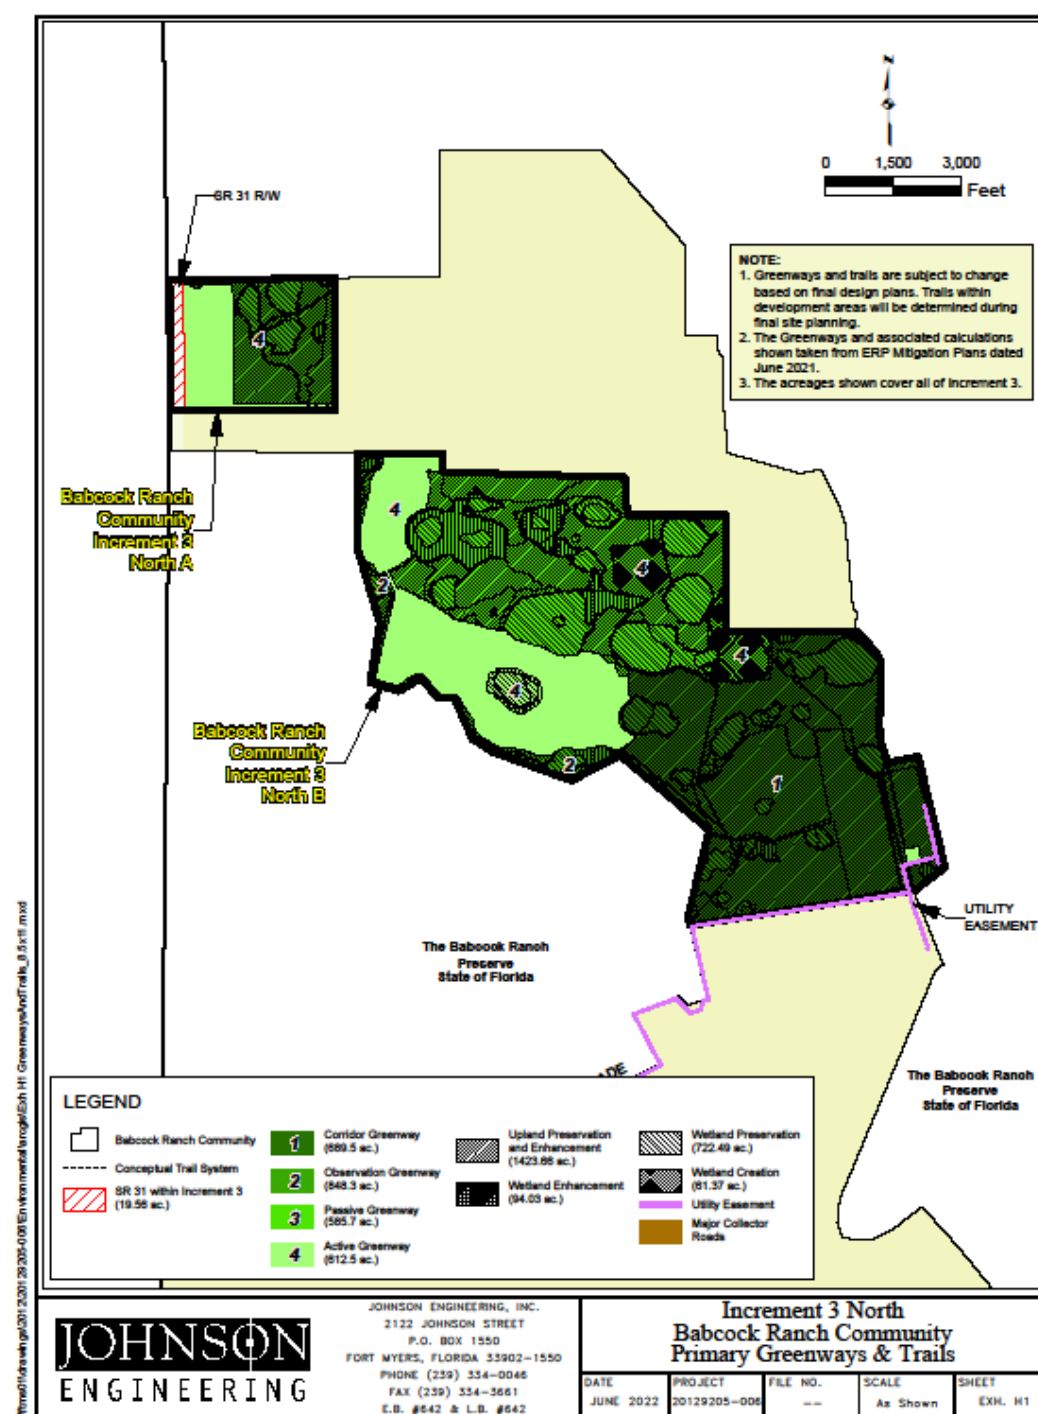 N
0 1,500 3,000
Feet
SR 31 R/W
NOTE:
1. Greenways and trails are subject to change
based on final design plans. Trails within
development areas will be determined during
final site planning.
2. The Greenways and associated calculations
shown taken from ERP Mitigation Plans dated
June 2021.
3. The acreages shown cover all of Increment 3.
4
Babcock Ranch
Community
Increment 3
North A
4
4
2
4
4
Babcock Ranch
Community
Increment 3
North B
2
1
UTILITY
EASEMENT
The Babcock Ranch
Preserve
State of Florida
The Babcock Ranch
Preserve
State of Florida
LEGEND
Babcock Ranch Community
Conceptual Trail System
SR 31 within Increment 3
(19.56 ac.)
1 Corridor Greenway
(689.5 ac.)
2 Observation Greenway
(848.3 ac.)
3 Passive Greenway
(585.7 ac.)
4 Active Greenway
(612.5 ac.)
Upland Preservation
and Enhancement
(1423.66 ac.)
Wetland Enhancement
(94.03 ac.)
Wetland Preservation
(722.49 ac.)
Wetland Creation
(61.37 ac.)
Utility Easement
Major Collector
Roads
JOHNSON
ENGINEERING
JOHNSON ENGINEERING, INC.
2122 JOHNSON STREET
P.O. BOX 1550
FORT MYERS, FLORIDA 33902-1550
PHONE (239) 334-0046
FAX (239) 334-3661
E.B. #642 & L.B. #642
Increment 3 North
Babcock Ranch Community
Primary Greenways & Trails
DATE PROJECT FILE NO. SCALE SHEET
JUNE 2022 20129205-006 -- As Shown EXH. H1